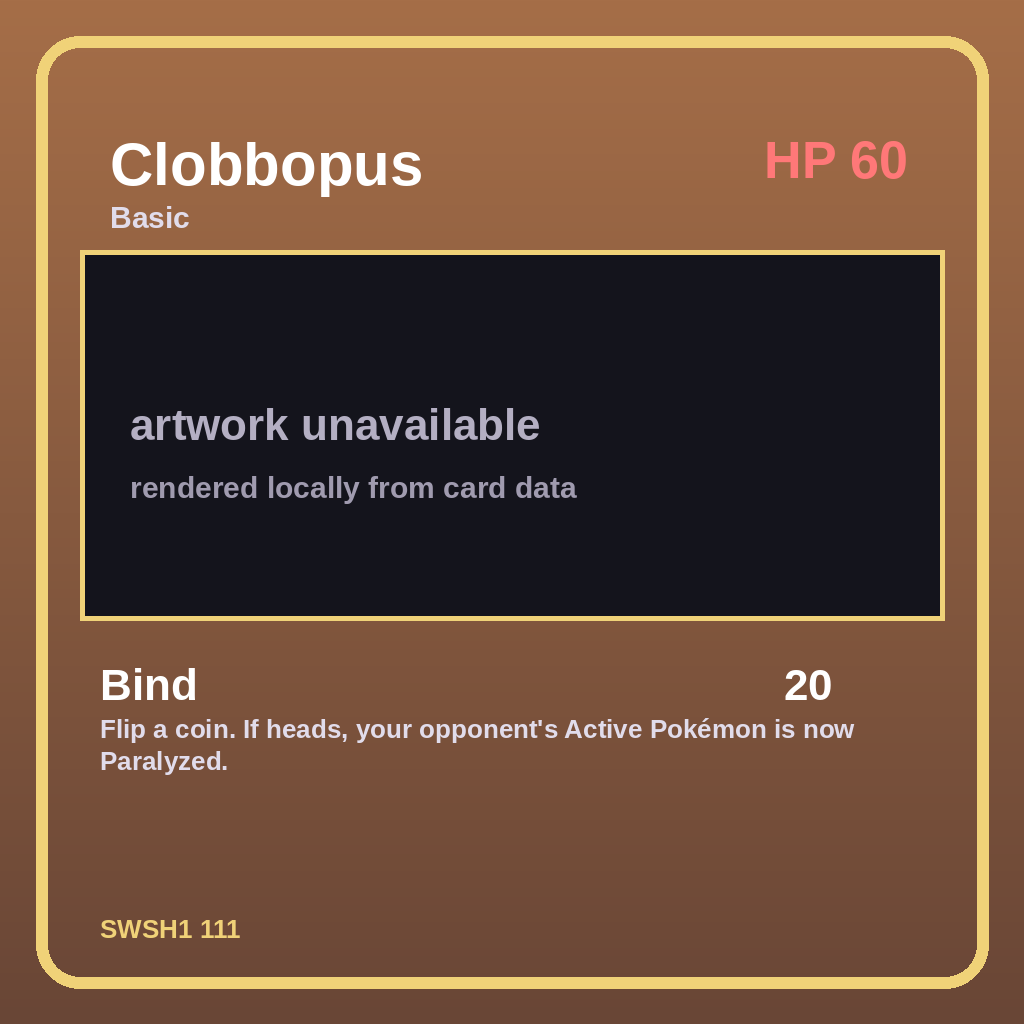 Clobbopus
HP 60
Basic
artwork unavailable
rendered locally from card data
Bind
20
Flip a coin. If heads, your opponent's Active Pokémon is now
Paralyzed.
SWSH1 111